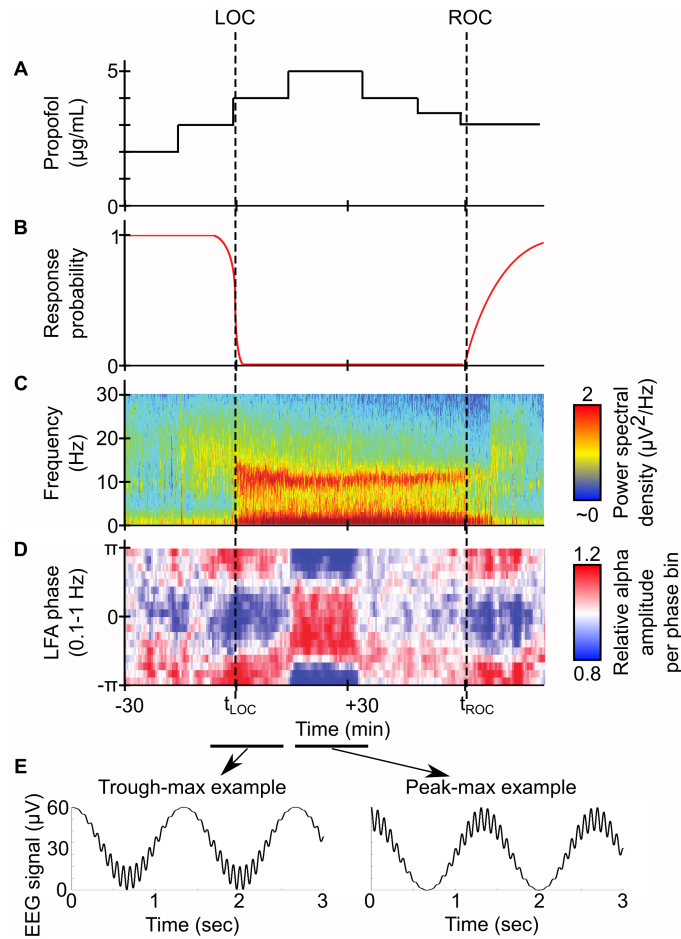 LOC ROC
A
5
0
Propofol
(μg/mL)
B
1
0
Response
probability
C
30
20
10
0
Frequency
(Hz)
2
~0
Power spectral
density (μV²/Hz)
D
π
0
-π
LFA phase
(0.1-1 Hz)
1.2
0.8
Relative alpha
amplitude
per phase bin
-30 tLOC +30 tROC
Time (min)
E
Trough-max example Peak-max example
EEG signal (μV)
60
30
0
0 1 2 3
Time (sec)
0 1 2 3
Time (sec)